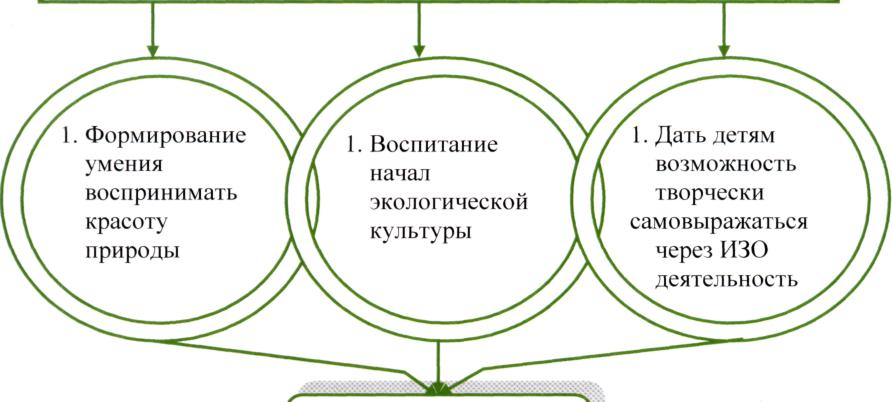 1. Формирование
умения
воспринимать
красоту
природы
1. Воспитание
начал
экологической
культуры
1. Дать детям
возможность
творчески
самовыражаться
через ИЗО
деятельность